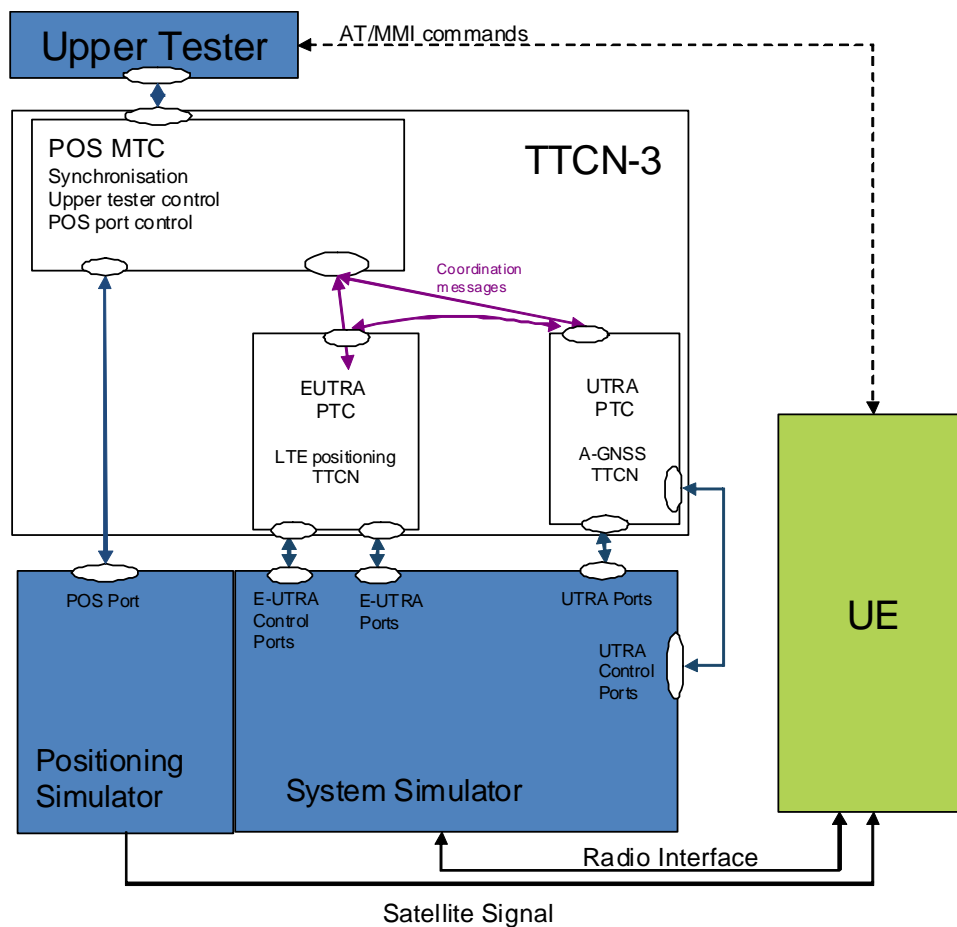 Upper Tester
AT/MMI commands
POS MTC
Synchronisation
Upper tester control
POS port control
TTCN-3
Coordination
messages
EUTRA
PTC
LTE positioning
TTCN
UTRA
PTC
A-GNSS
TTCN
POS Port
E-UTRA
Control
Ports
E-UTRA
Ports
UTRA Ports
UTRA
Control
Ports
UE
Positioning
Simulator
System Simulator
Radio Interface
Satellite Signal